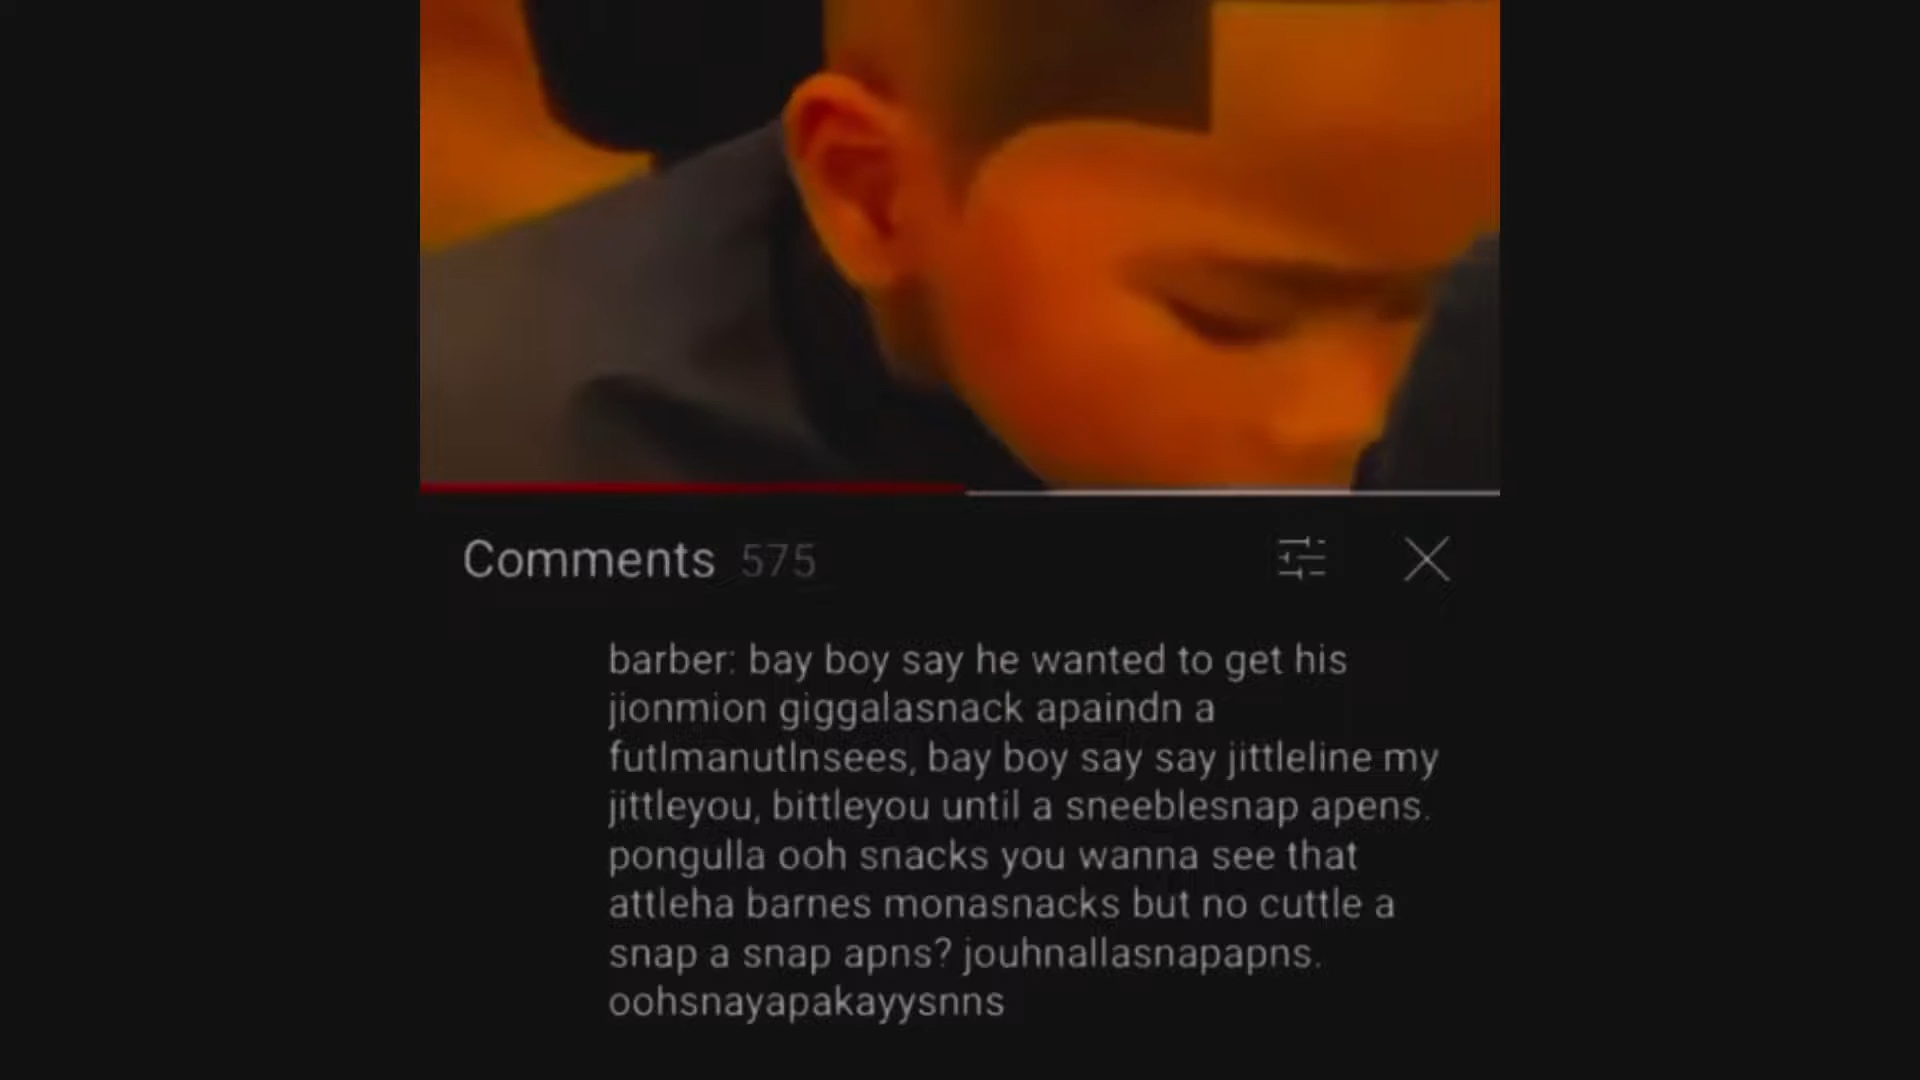 Comments 575
barber: bay boy say he wanted to get his
jionmion giggalasnack apaindn a
futlmanutlnsees, bay boy say say jittleline my
jittleyou, bittleyou until a sneeblesnap apens.
pongulla ooh snacks you wanna see that
attleha barnes monasnacks but no cuttle a
snap a snap apns? jouhnallasnapapns.
oohsnayapakayysnns